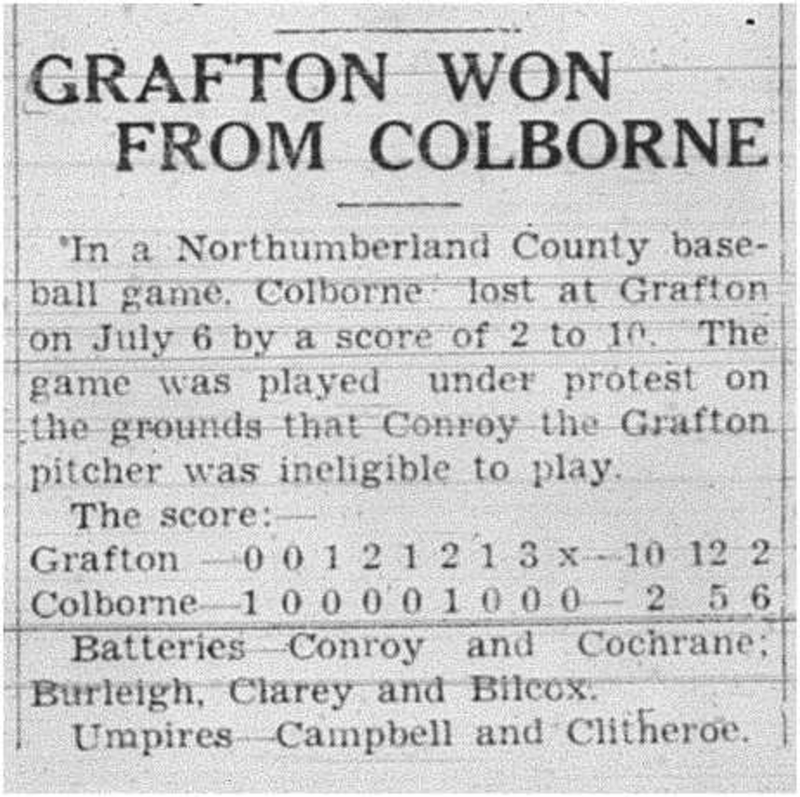 GRAFTON WON
FROM COLBORNE
In a Northumberland County base-
ball game. Colborne lost at Grafton
on July 6 by a score of 2 to 10. The
game was played under protest on
the grounds that Conroy the Grafton
pitcher was ineligible to play.
The score:—
Grafton —0 0 1 2 1 2 1 3 x—10 12 2
Colborne—1 0 0 0 0 1 0 0 0— 2 5 6
Batteries—Conroy and Cochrane;
Burleigh, Clarey and Bilcox.
Umpires—Campbell and Clitheroe.